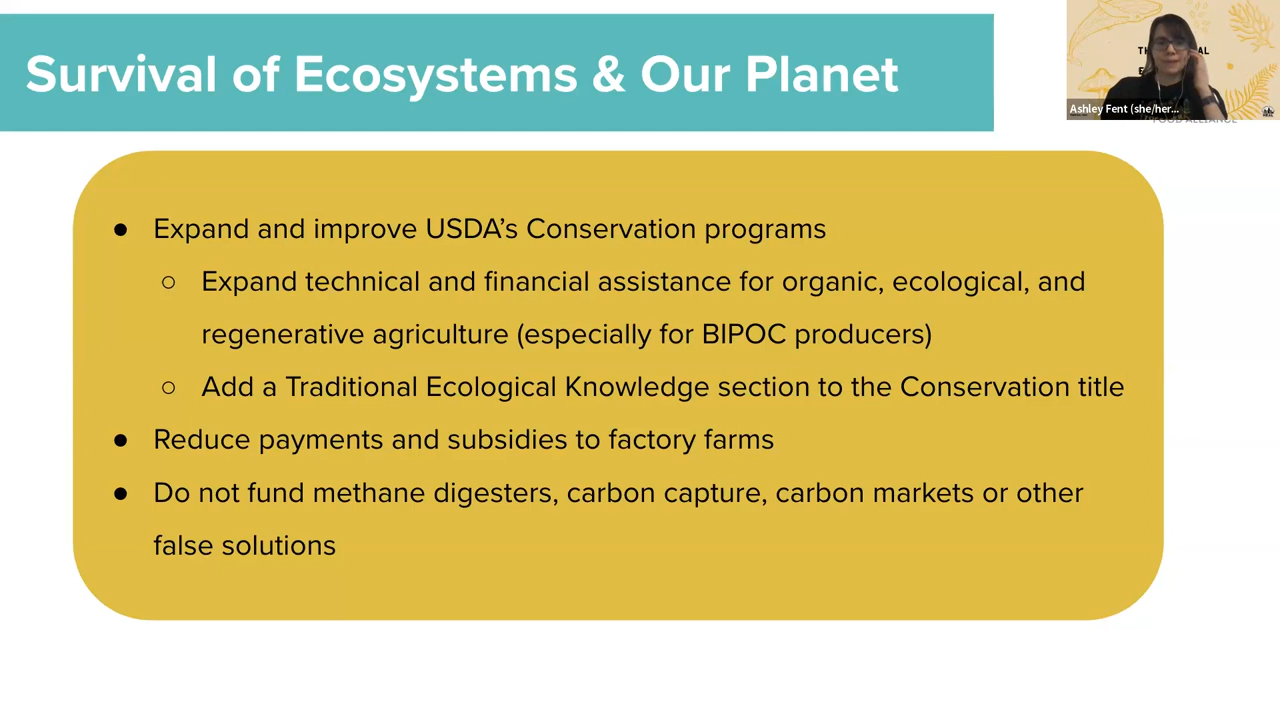 Survival of Ecosystems & Our Planet
Ashley Fent (she/her...
FOOD ALLIANCE
● Expand and improve USDA’s Conservation programs
○ Expand technical and financial assistance for organic, ecological, and
regenerative agriculture (especially for BIPOC producers)
○ Add a Traditional Ecological Knowledge section to the Conservation title
● Reduce payments and subsidies to factory farms
● Do not fund methane digesters, carbon capture, carbon markets or other
false solutions